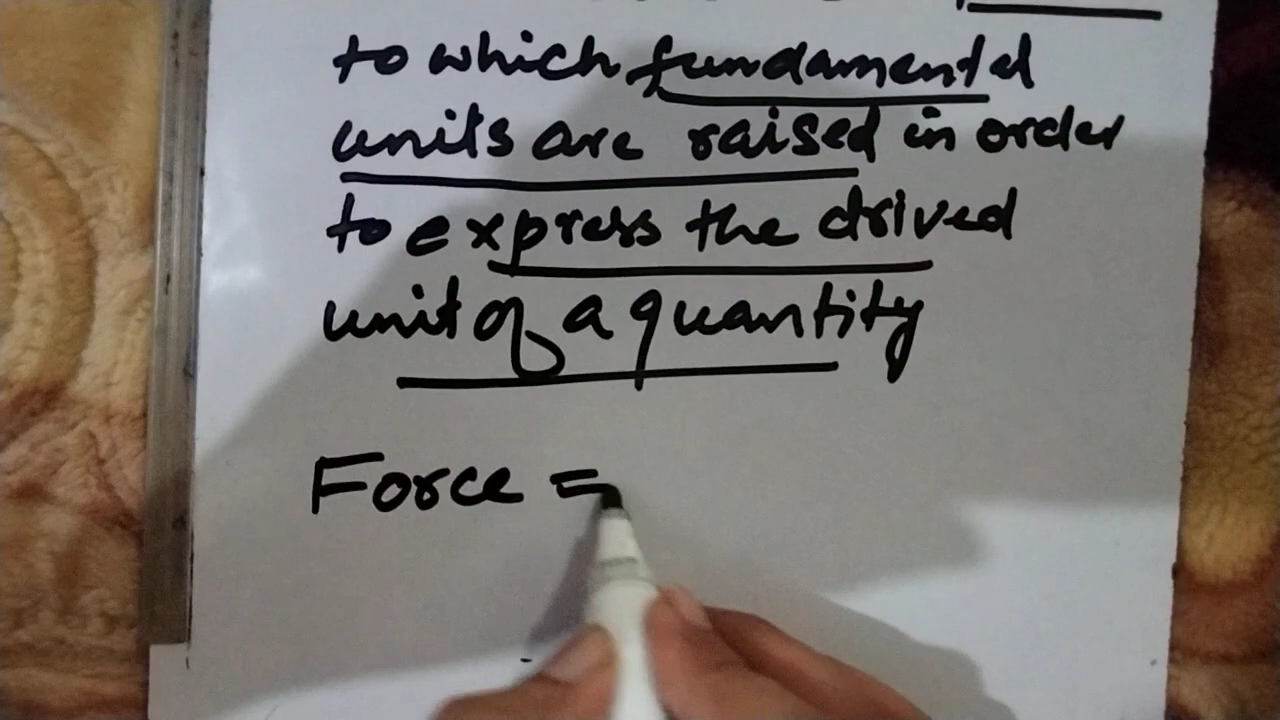 to which fundamental
units are raised in order
to express the drived
unit of a quantity
Force =